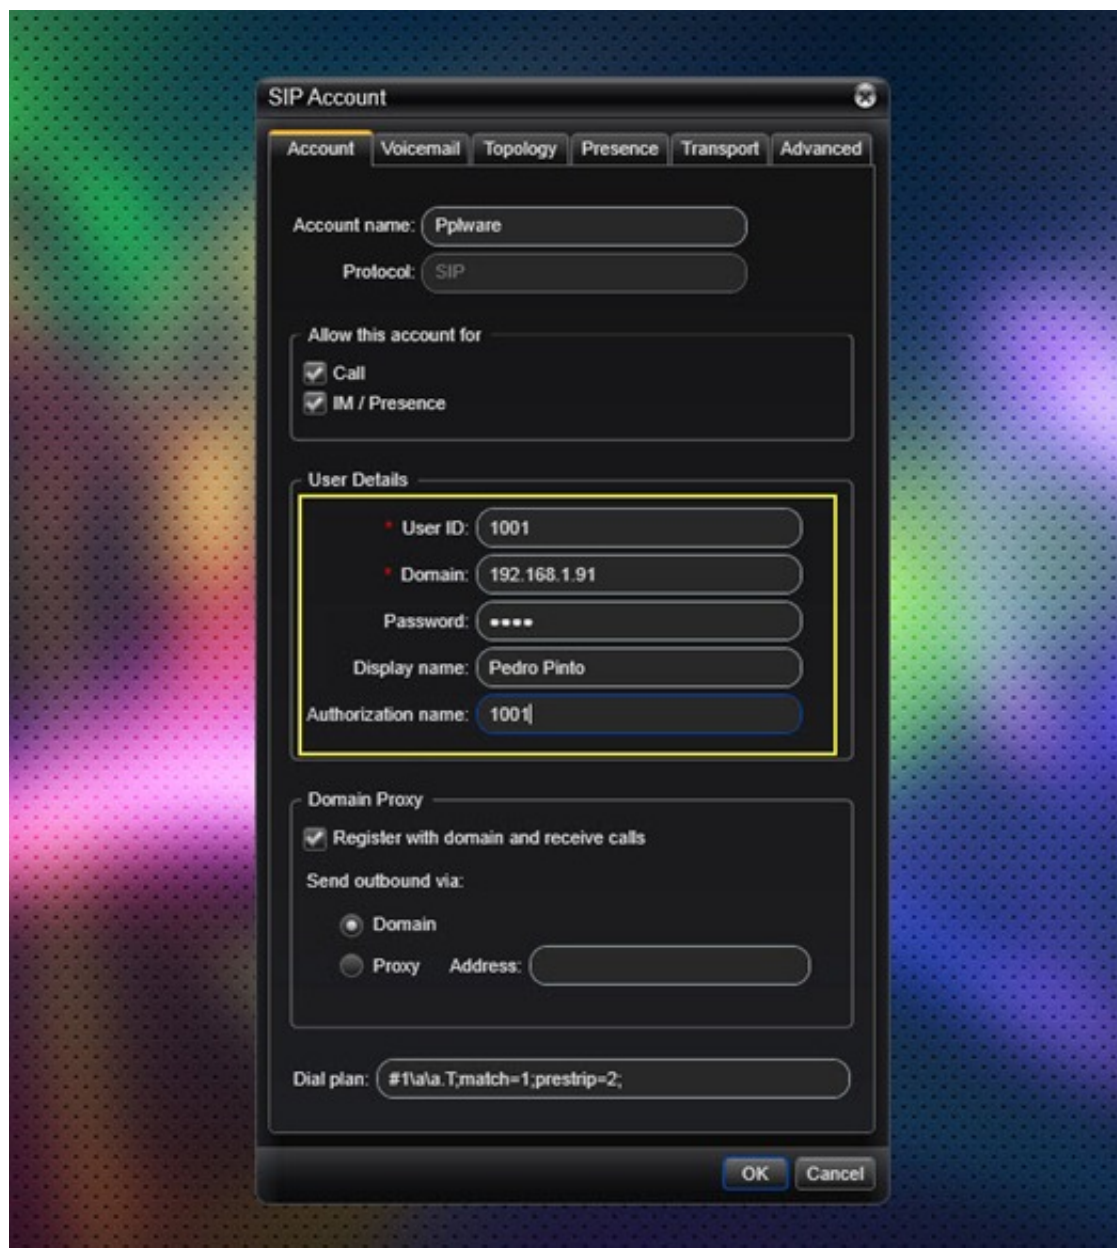 SIP Account
Account Voicemail Topology Presence Transport Advanced
Account name: Pplware
Protocol: SIP
Allow this account for
Call
IM / Presence
User Details
* User ID: 1001
* Domain: 192.168.1.91
Password: ••••
Display name: Pedro Pinto
Authorization name: 1001
Domain Proxy
Register with domain and receive calls
Send outbound via:
Domain
Proxy Address:
Dial plan: #1\a\a.T;match=1;prestrip=2;
OK Cancel